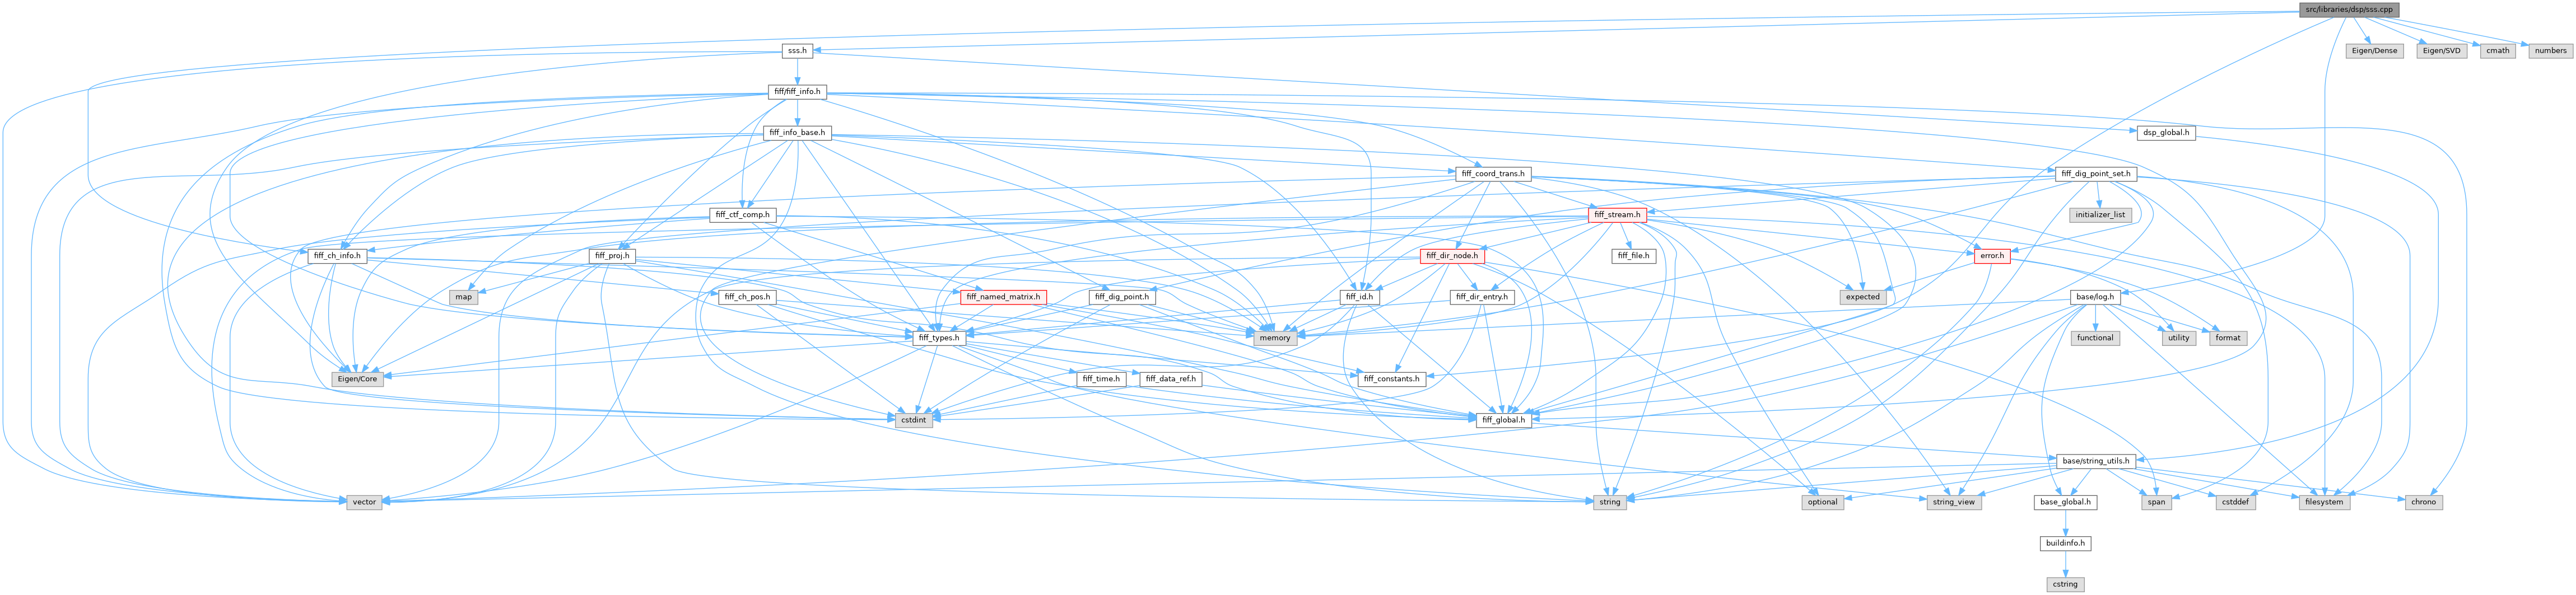 src/libraries/dsp/sss.cpp
sss.h
Eigen/Dense
Eigen/SVD
cmath
numbers
fiff/fiff_info.h
fiff_info_base.h
dsp_global.h
fiff_coord_trans.h
fiff_dig_point_set.h
fiff_ctf_comp.h
fiff_stream.h
initializer_list
fiff_ch_info.h
fiff_proj.h
fiff_file.h
fiff_dir_node.h
error.h
map
fiff_ch_pos.h
fiff_named_matrix.h
fiff_dig_point.h
fiff_id.h
fiff_dir_entry.h
expected
base/log.h
fiff_types.h
memory
functional
utility
format
Eigen/Core
fiff_time.h
fiff_data_ref.h
fiff_constants.h
cstdint
fiff_global.h
base/string_utils.h
vector
string
optional
string_view
base_global.h
span
cstddef
filesystem
chrono
buildinfo.h
cstring